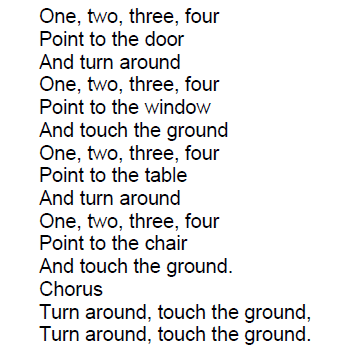 One, two, three, four
Point to the door
And turn around
One, two, three, four
Point to the window
And touch the ground
One, two, three, four
Point to the table
And turn around
One, two, three, four
Point to the chair
And touch the ground.
Chorus
Turn around, touch the ground,
Turn around, touch the ground.